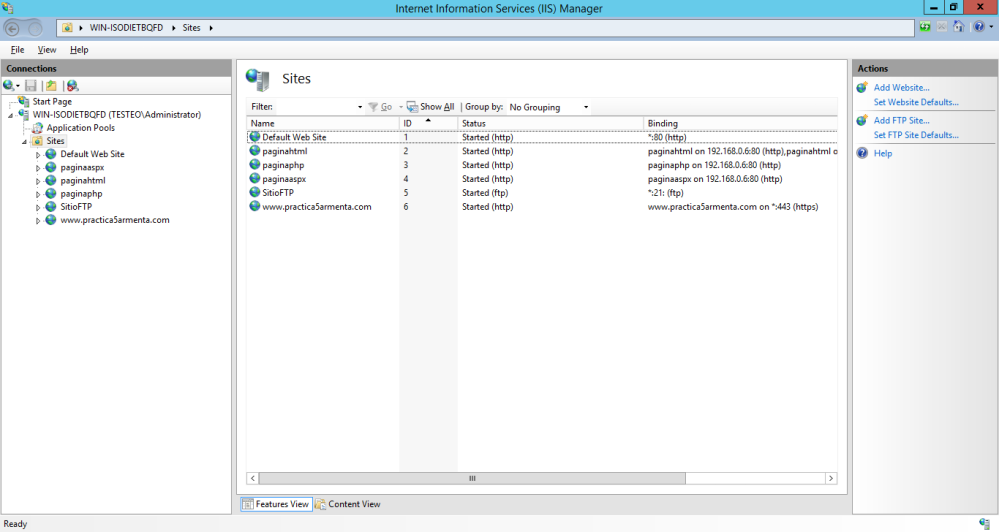 Internet Information Services (IIS) Manager
WIN-ISODIETBQFD Sites
File View Help
Connections
Start Page
WIN-ISODIETBQFD (TESTEO\Administrator)
Application Pools
Sites
Default Web Site
paginaaspx
paginahtml
paginaphp
SitioFTP
www.practica5armenta.com
Sites
Filter: Go Show All Group by: No Grouping
Name ID Status Binding
Default Web Site 1 Started (http) *:80 (http)
paginahtml 2 Started (http) paginahtml on 192.168.0.6:80 (http),paginahtml o
paginaphp 3 Started (http) paginaphp on 192.168.0.6:80 (http)
paginaaspx 4 Started (http) paginaaspx on 192.168.0.6:80 (http)
SitioFTP 5 Started (ftp) *:21: (ftp)
www.practica5armenta.com 6 Started (http) www.practica5armenta.com on *:443 (https)
Features View Content View
Actions
Add Website...
Set Website Defaults...
Add FTP Site...
Set FTP Site Defaults...
Help
Ready